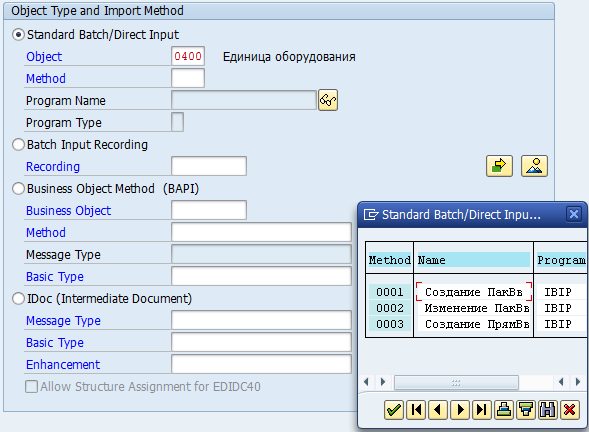 Object Type and Import Method
Standard Batch/Direct Input
Object 0400 Единица оборудования
Method
Program Name
Program Type
Batch Input Recording
Recording
Business Object Method (BAPI)
Business Object
Method
Message Type
Basic Type
IDoc (Intermediate Document)
Message Type
Basic Type
Enhancement
Allow Structure Assignment for EDIDC40
Standard Batch/Direct Inpu...
Method Name Program
0001 Создание ПакВв IBIP
0002 Изменение ПакВв IBIP
0003 Создание ПрямВв IBIP